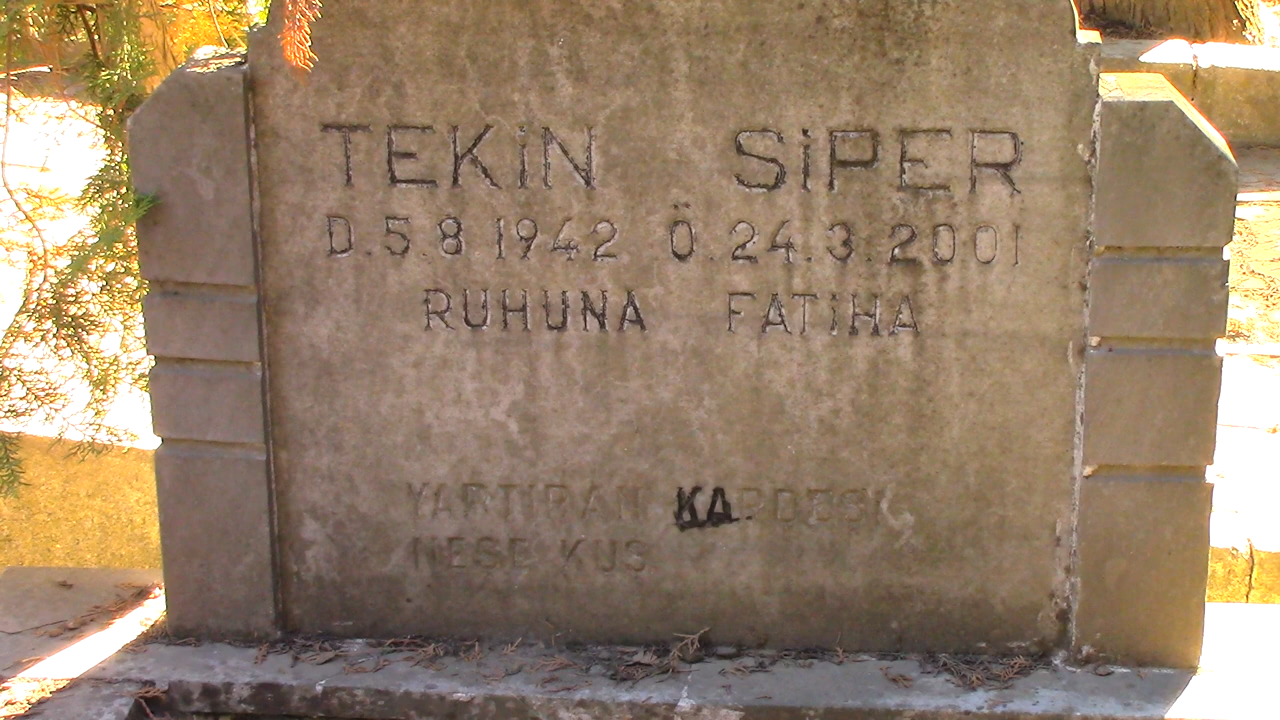 TEKİN SİPER
D.5.8.1942 Ö.24.3.2001
RUHUNA FATİHA
YAPTIRAN KARDEŞİ
NEŞE KUŞ